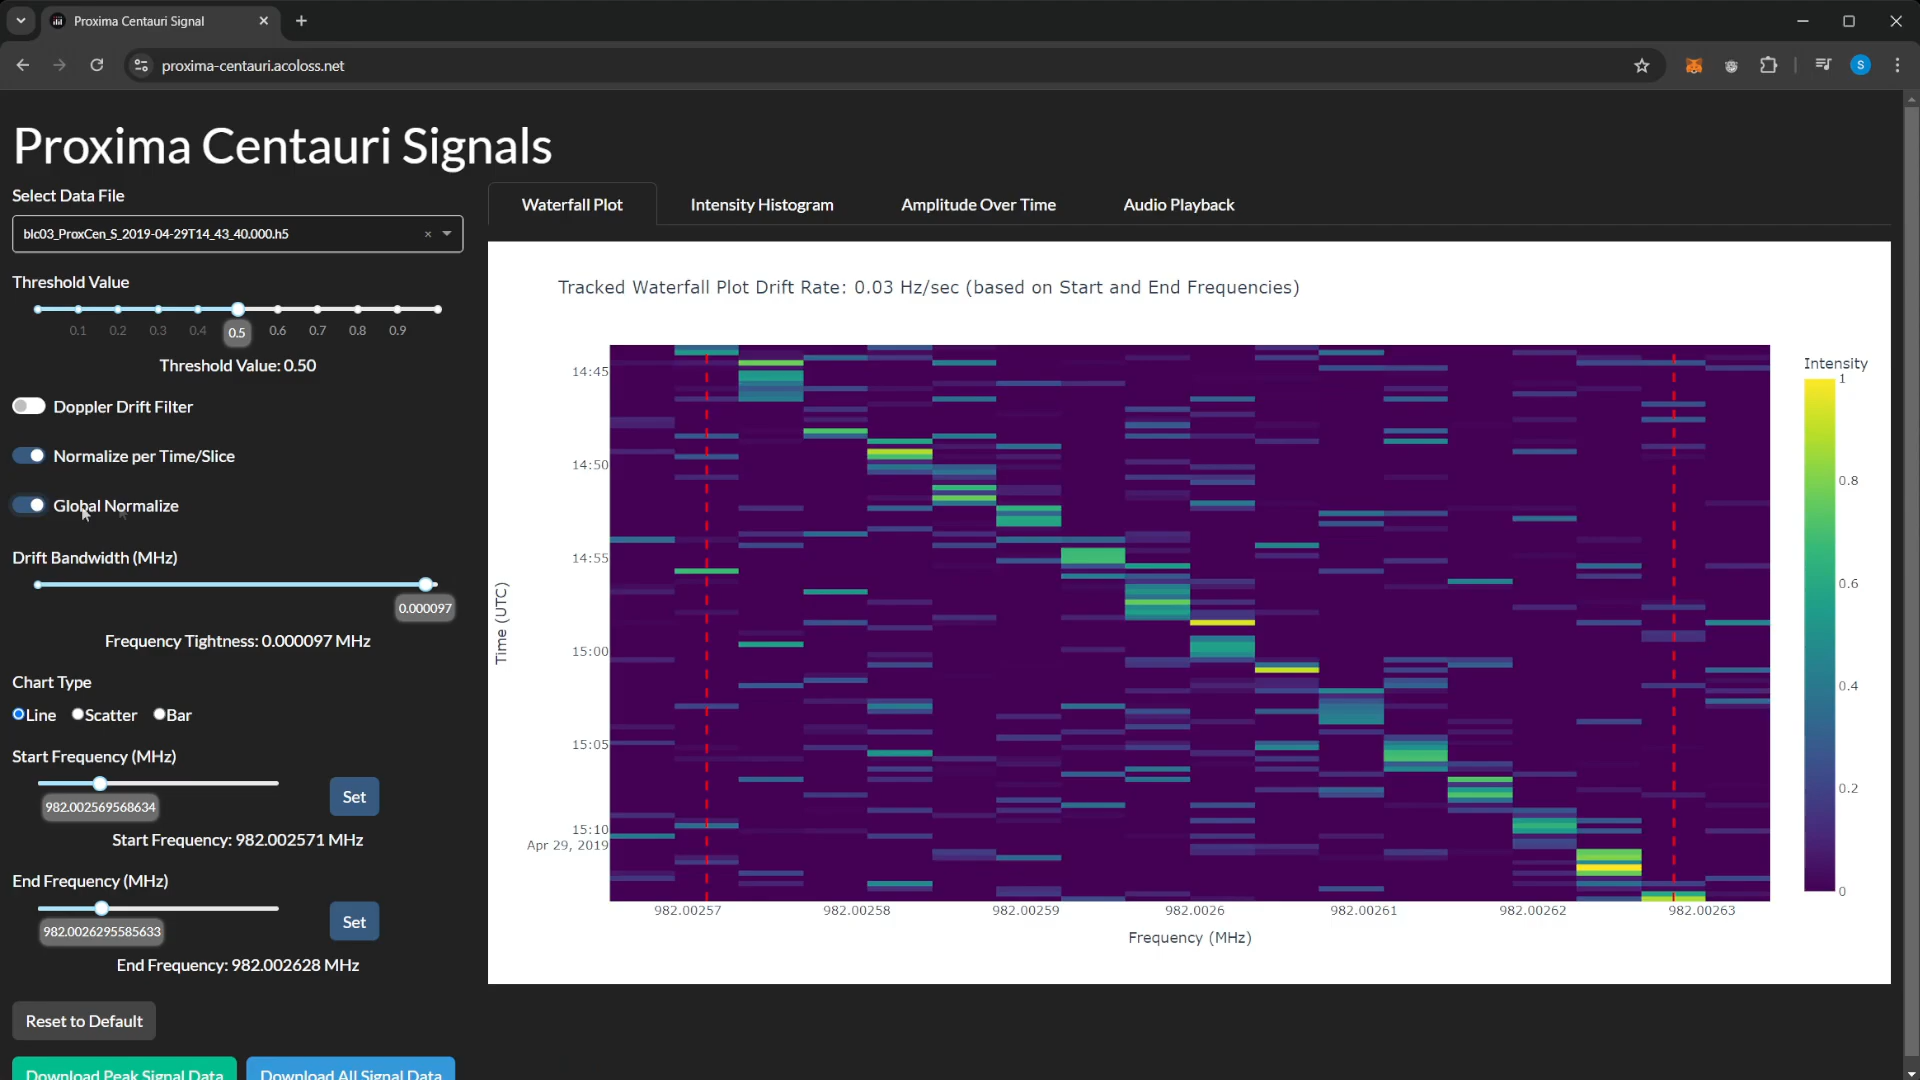 Proxima Centauri Signal
proxima-centauri.acoloss.net
S
Proxima Centauri Signals
Select Data File
blc03_ProxCen_S_2019-04-29T14_43_40.000.h5
Threshold Value
0.1 0.2 0.3 0.4 0.5 0.6 0.7 0.8 0.9
Threshold Value: 0.50
Doppler Drift Filter
Normalize per Time/Slice
Global Normalize
Drift Bandwidth (MHz)
0.000097
Frequency Tightness: 0.000097 MHz
Chart Type
Line Scatter Bar
Start Frequency (MHz)
982.002569568634
Set
Start Frequency: 982.002571 MHz
End Frequency (MHz)
982.0026295585633
Set
End Frequency: 982.002628 MHz
Reset to Default
Download Peak Signal Data Download All Signal Data
Waterfall Plot Intensity Histogram Amplitude Over Time Audio Playback
Tracked Waterfall Plot Drift Rate: 0.03 Hz/sec (based on Start and End Frequencies)
Time (UTC)
14:45
14:50
14:55
15:00
15:05
15:10
Apr 29, 2019
982.00257 982.00258 982.00259 982.0026 982.00261 982.00262 982.00263
Frequency (MHz)
Intensity
1
0.8
0.6
0.4
0.2
0